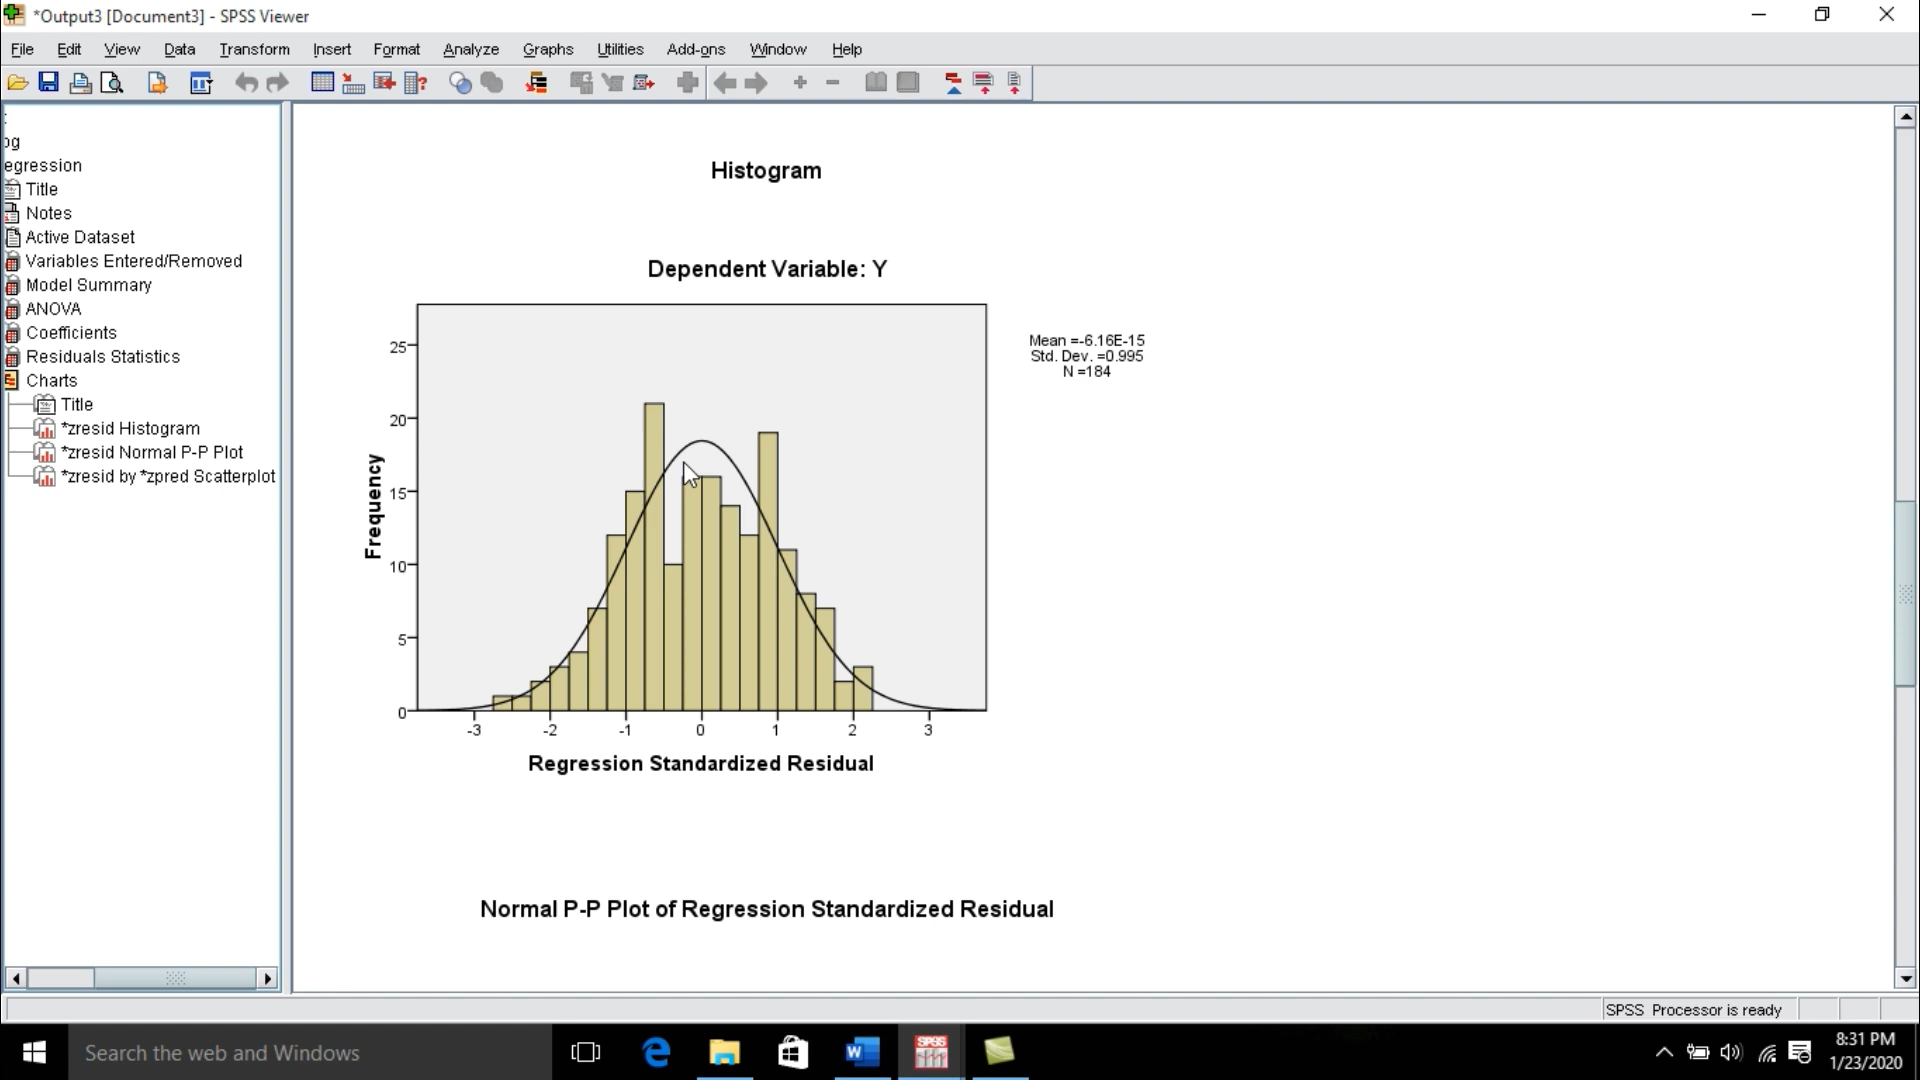 *Output3 [Document3] - SPSS Viewer
File Edit View Data Transform Insert Format Analyze Graphs Utilities Add-ons Window Help
og
egression
Title
Notes
Active Dataset
Variables Entered/Removed
Model Summary
ANOVA
Coefficients
Residuals Statistics
Charts
Title
*zresid Histogram
*zresid Normal P-P Plot
*zresid by *zpred Scatterplot
Histogram
Dependent Variable: Y
Mean =-6.16E-15
Std. Dev. =0.995
N =184
Frequency
25
20
15
10
5
0
-3 -2 -1 0 1 2 3
Regression Standardized Residual
Normal P-P Plot of Regression Standardized Residual
SPSS Processor is ready
Search the web and Windows
W
SPSS
8:31 PM
1/23/2020